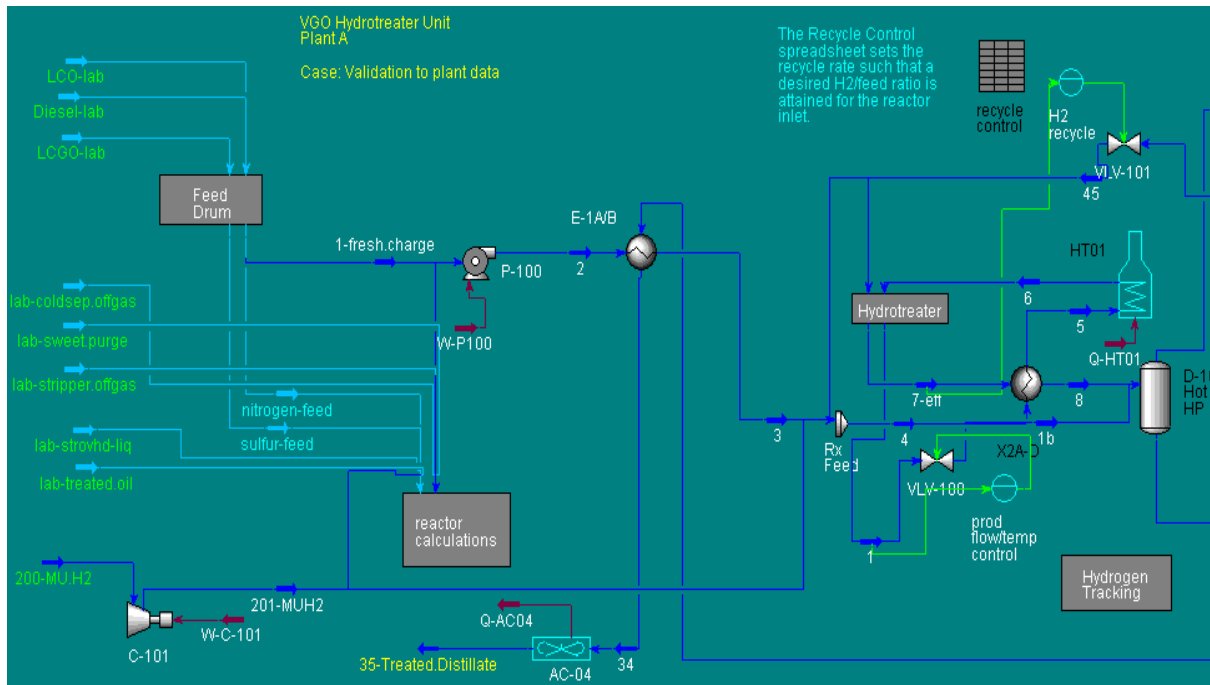 VGO Hydrotreater Unit
Plant A
Case: Validation to plant data
The Recycle Control
spreadsheet sets the
recycle rate such that a
desired H2/feed ratio is
attained for the reactor
inlet.
recycle
control
H2
recycle
VLV-101
45
LCO-lab
Diesel-lab
LCGO-lab
Feed
Drum
1-fresh.charge
P-100
W-P100
2
E-1A/B
HT01
6
5
Q-HT01
Hydrotreater
lab-coldsep.offgas
lab-sweet.purge
lab-stripper.offgas
nitrogen-feed
sulfur-feed
lab-strovhd-liq
lab-treated.oil
reactor
calculations
3
Rx
Feed
4
7-eff
8
1b
Hot
HP
VLV-100
1
prod
flow/temp
control
Hydrogen
Tracking
200-MU.H2
201-MUH2
W-C-101
C-101
Q-AC04
35-Treated.Distillate
AC-04
34